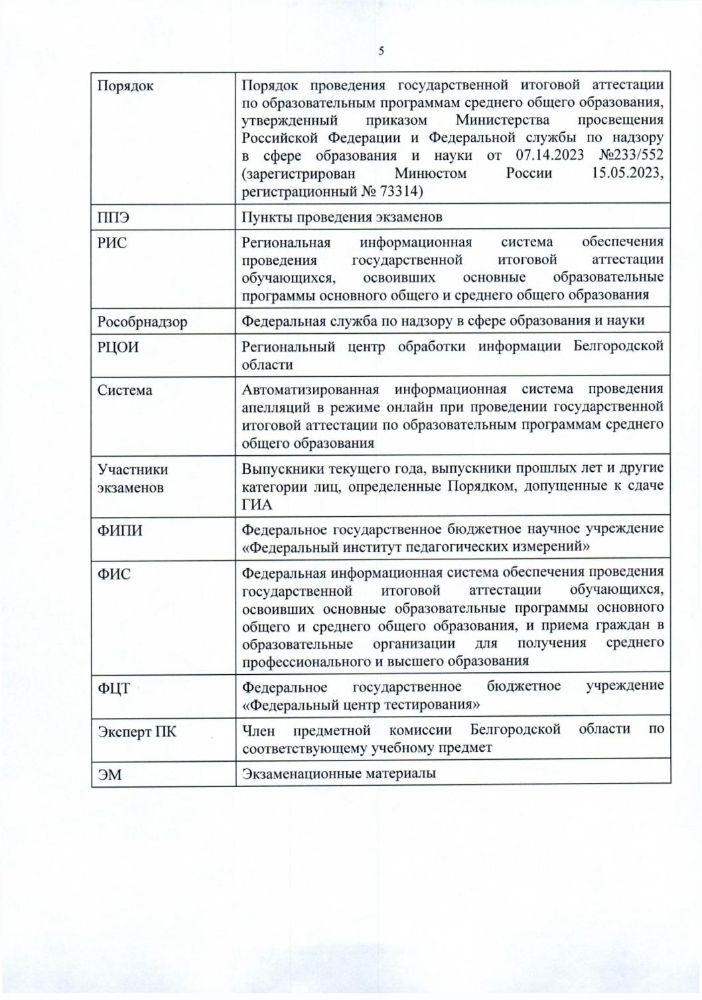 5
Порядок
Порядок проведения государственной итоговой аттестации
по образовательным программам среднего общего образования,
утвержденный приказом Министерства просвещения
Российской Федерации и Федеральной службы по надзору
в сфере образования и науки от 07.14.2023 №233/552
(зарегистрирован Минюстом России 15.05.2023,
регистрационный № 73314)
ППЭ
Пункты проведения экзаменов
РИС
Региональная информационная система обеспечения
проведения государственной итоговой аттестации
обучающихся, освоивших основные образовательные
программы основного общего и среднего общего образования
Рособрнадзор
Федеральная служба по надзору в сфере образования и науки
РЦОИ
Региональный центр обработки информации Белгородской
области
Система
Автоматизированная информационная система проведения
апелляций в режиме онлайн при проведении государственной
итоговой аттестации по образовательным программам среднего
общего образования
Участники
экзаменов
Выпускники текущего года, выпускники прошлых лет и другие
категории лиц, определенные Порядком, допущенные к сдаче
ГИА
ФИПИ
Федеральное государственное бюджетное научное учреждение
«Федеральный институт педагогических измерений»
ФИС
Федеральная информационная система обеспечения проведения
государственной итоговой аттестации обучающихся,
освоивших основные образовательные программы основного
общего и среднего общего образования, и приема граждан в
образовательные организации для получения среднего
профессионального и высшего образования
ФЦТ
Федеральное государственное бюджетное учреждение
«Федеральный центр тестирования»
Эксперт ПК
Член предметной комиссии Белгородской области по
соответствующему учебному предмет
ЭМ
Экзаменационные материалы